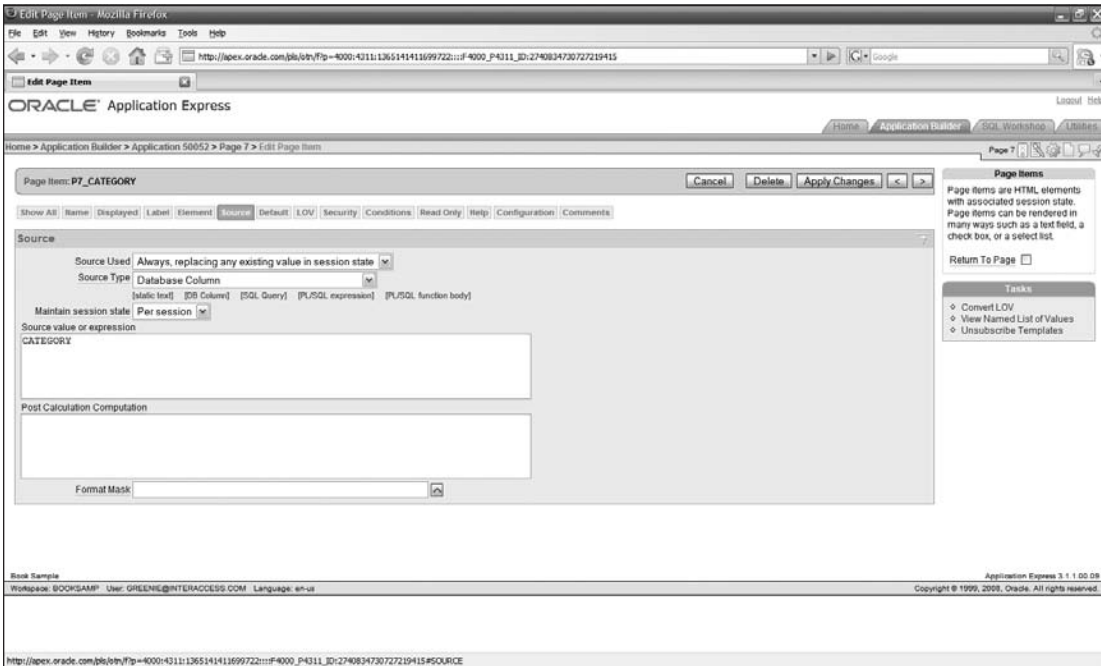 Edit Page Item - Mozilla Firefox
File Edit View History Bookmarks Tools Help
http://apex.oracle.com/pls/otn/f?p=4000:4311:1365141411699722::::F4000_P4311_ID:2740834730727219415
Google
Edit Page Item
ORACLE Application Express
Logout Hel
Home Application Builder SQL Workshop Utilities
Home > Application Builder > Application 50052 > Page 7 > Edit Page Item
Page 7
Page Item: P7_CATEGORY
Cancel Delete Apply Changes < >
Show All Name Displayed Label Element Source Default LOV Security Conditions Read Only Help Configuration Comments
Source
Source Used Always, replacing any existing value in session state
Source Type Database Column
[static text] [DB Column] [SQL Query] [PL/SQL expression] [PL/SQL function body]
Maintain session state Per session
Source value or expression
CATEGORY
Post Calculation Computation
Format Mask
Page Items
Page items are HTML elements
with associated session state.
Page items can be rendered in
many ways such as a text field, a
check box, or a select list.
Return To Page
Tasks
Convert LOV
View Named List of Values
Unsubscribe Templates
Book Sample
Application Express 3.1.1.00.09
Workspace: BOOKSAMP User: GREENIE@INTERACCESS.COM Language: en-us
Copyright © 1999, 2008, Oracle. All rights reserved.
http://apex.oracle.com/pls/otn/f?p=4000:4311:1365141411699722::::F4000_P4311_ID:2740834730727219415#SOURCE